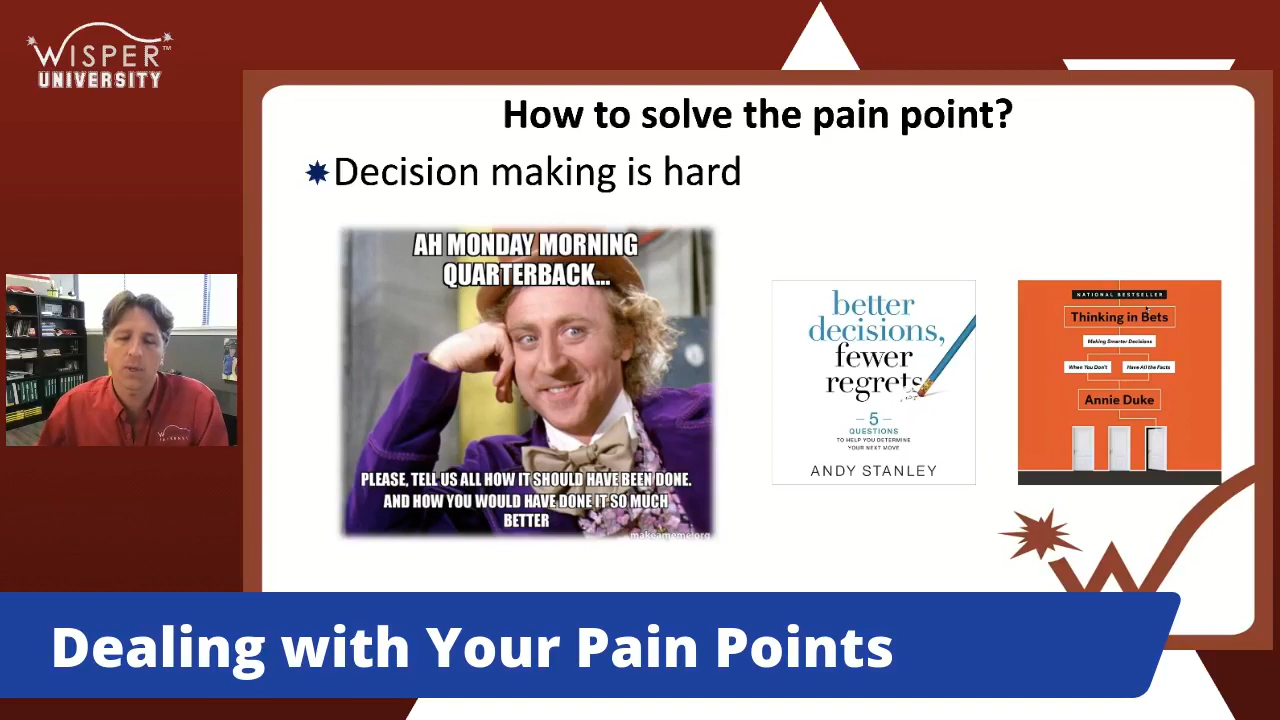 WISPER™
UNIVERSITY
How to solve the pain point?
Decision making is hard
AH MONDAY MORNING
QUARTERBACK...
PLEASE, TELL US ALL HOW IT SHOULD HAVE BEEN DONE.
AND HOW YOU WOULD HAVE DONE IT SO MUCH
BETTER
makeameme.org
better
decisions,
fewer
regrets
5
QUESTIONS
TO HELP YOU DETERMINE
YOUR NEXT MOVE
ANDY STANLEY
NATIONAL BESTSELLER
Thinking in Bets
Making Smarter Decisions
When You Don't
Have All the Facts
Annie Duke
Dealing with Your Pain Points